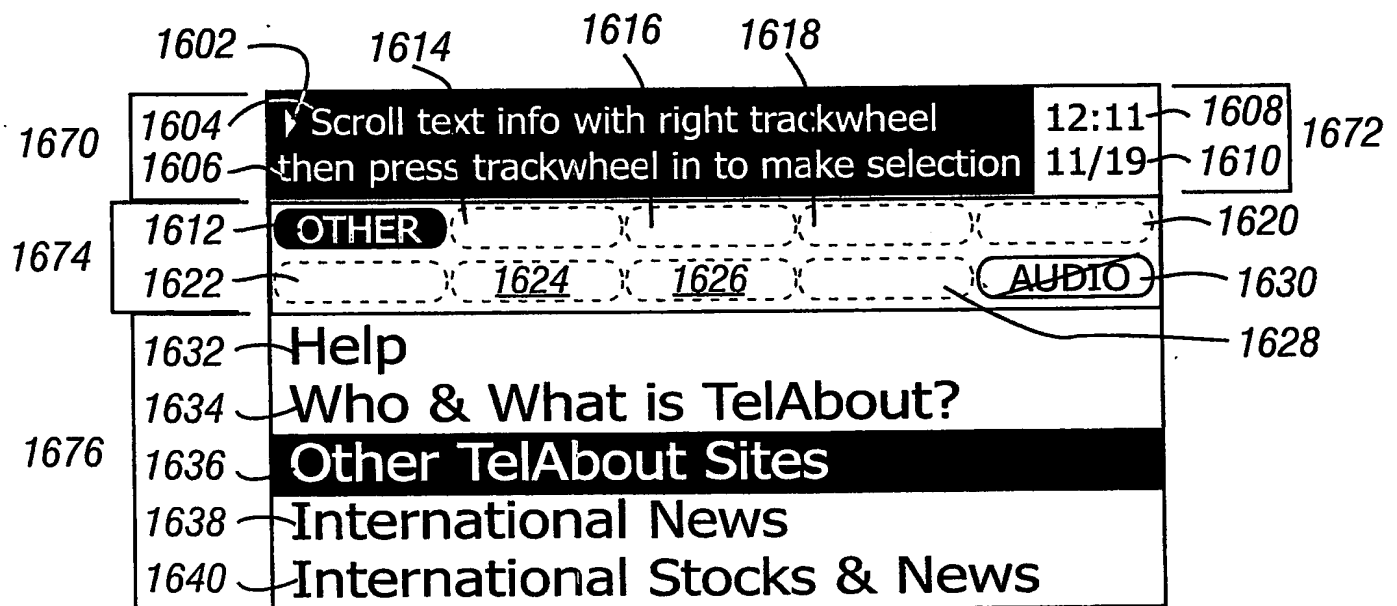 1602 1614 1616 1618
1670 1604 Scroll text info with right trackwheel 12:11 1608 1672
1606 then press trackwheel in to make selection 11/19 1610
1674 1612 OTHER 1620
1622 1624 1626 AUDIO 1630
1628
1632 Help
1634 Who & What is TelAbout?
1676 1636 Other TelAbout Sites
1638 International News
1640 International Stocks & News